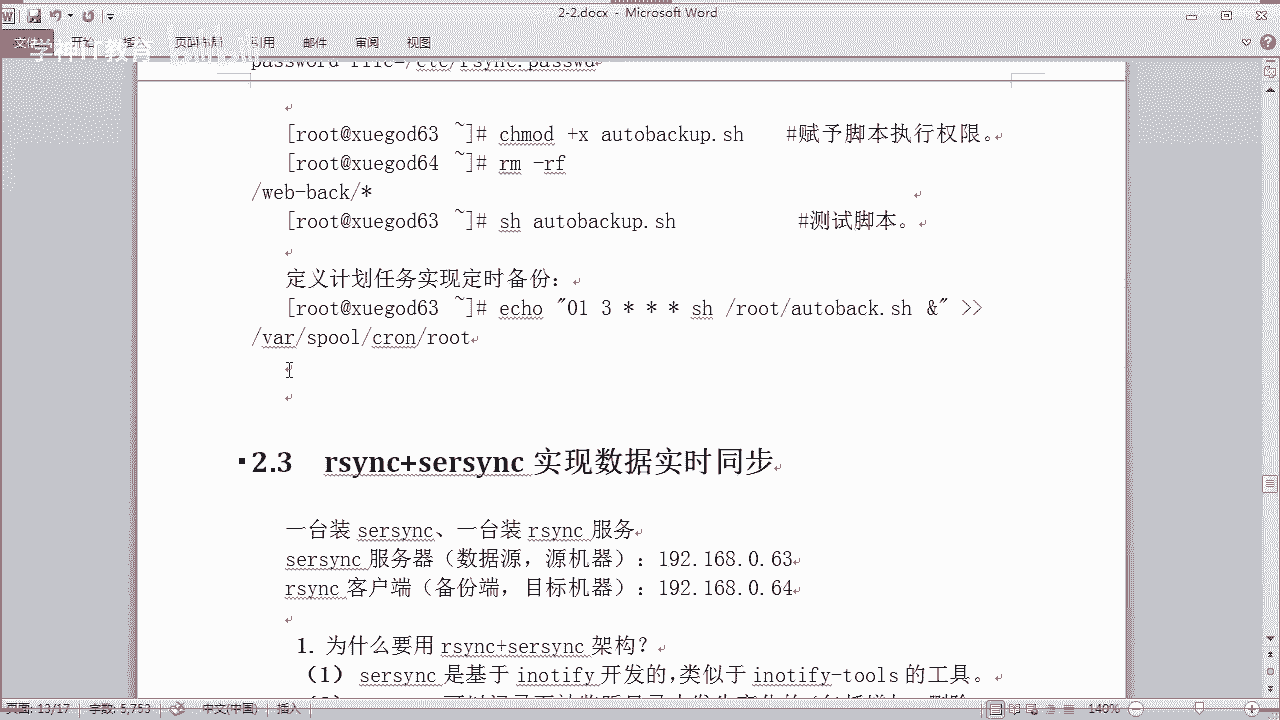 2-2.docx - Microsoft Word
文件 开始 页面布局 引用 邮件 审阅 视图
学神IT教育
password file=/etc/rsync.passwd
[root@xuegod63 ~]# chmod +x autobackup.sh #赋予脚本执行权限。
[root@xuegod64 ~]# rm -rf
/web-back/*
[root@xuegod63 ~]# sh autobackup.sh #测试脚本。
定义计划任务实现定时备份：
[root@xuegod63 ~]# echo "01 3 * * * sh /root/autoback.sh &" >>
/var/spool/cron/root
2.3 rsync+sersync 实现数据实时同步
一台装 sersync、一台装 rsync 服务
sersync 服务器（数据源，源机器）：192.168.0.63
rsync 客户端（备份端，目标机器）：192.168.0.64
1. 为什么要用 rsync+sersync 架构？
（1） sersync 是基于 inotify 开发的，类似于 inotify-tools 的工具。
页面: 13/17 字数: 5,753 中文(中国) 插入 140%